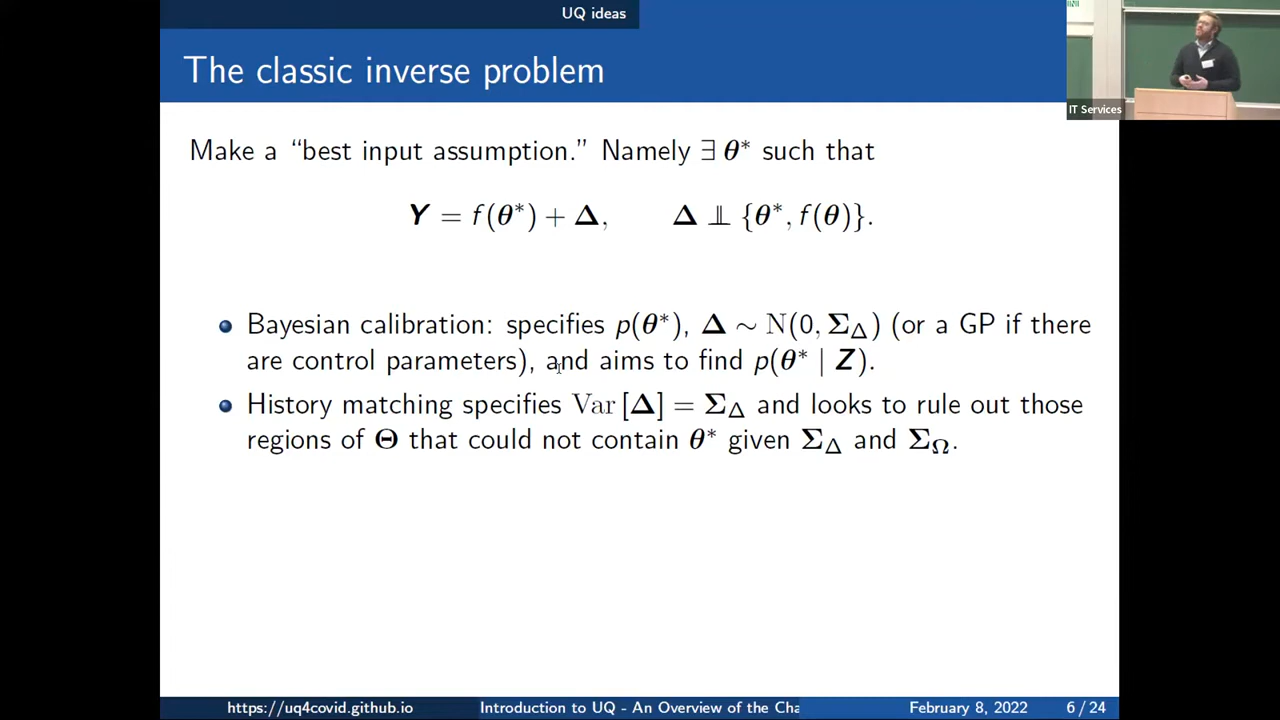 UQ ideas
The classic inverse problem
IT Services
Make a “best input assumption.” Namely ∃ θ* such that
Y = f(θ*) + Δ, Δ ⫫ {θ*, f(θ)}.
Bayesian calibration: specifies p(θ*), Δ ∼ N(0, Σ_Δ) (or a GP if there
are control parameters), and aims to find p(θ* | Z).
History matching specifies Var [Δ] = Σ_Δ and looks to rule out those
regions of Θ that could not contain θ* given Σ_Δ and Σ_Ω.
https://uq4covid.github.io Introduction to UQ - An Overview of the Cha February 8, 2022 6 / 24